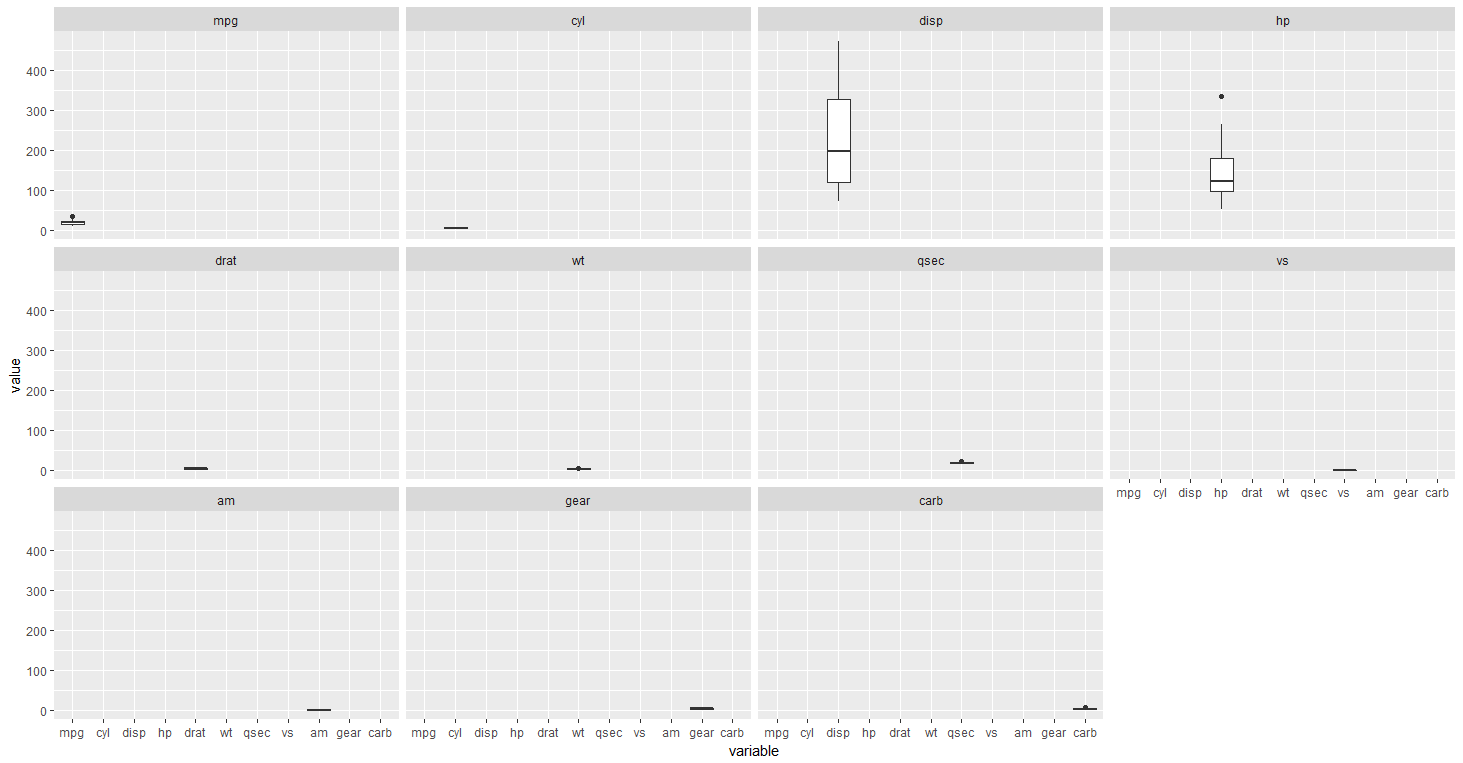 mpg cyl disp hp
400
300
200
100
0
drat wt qsec vs
400
300
200
100
0
value
mpg cyl disp hp drat wt qsec vs am gear carb
am gear carb
400
300
200
100
0
mpg cyl disp hp drat wt qsec vs am gear carb mpg cyl disp hp drat wt qsec vs am gear carb mpg cyl disp hp drat wt qsec vs am gear carb
variable